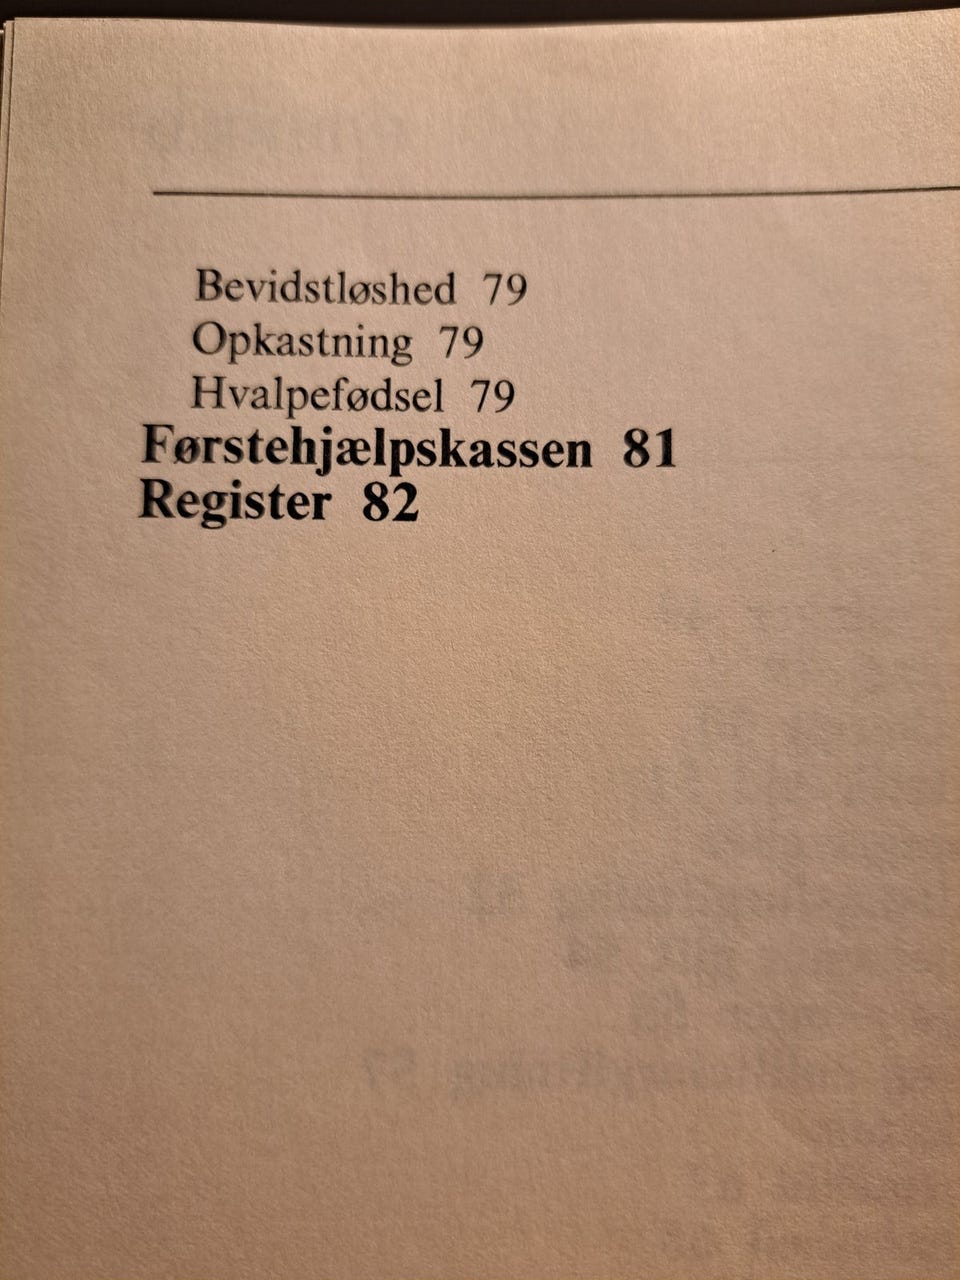 Bevidstløshed 79
Opkastning 79
Hvalpefødsel 79
Førstehjælpskassen 81
Register 82